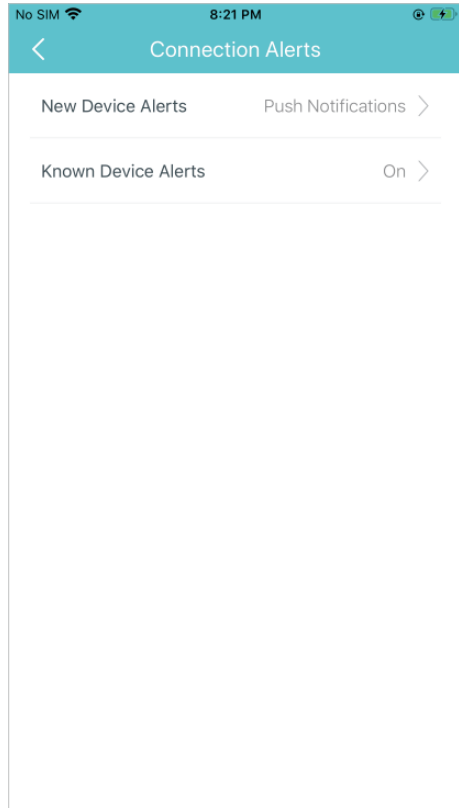 No SIM 8:21 PM
Connection Alerts
New Device Alerts Push Notifications
Known Device Alerts On